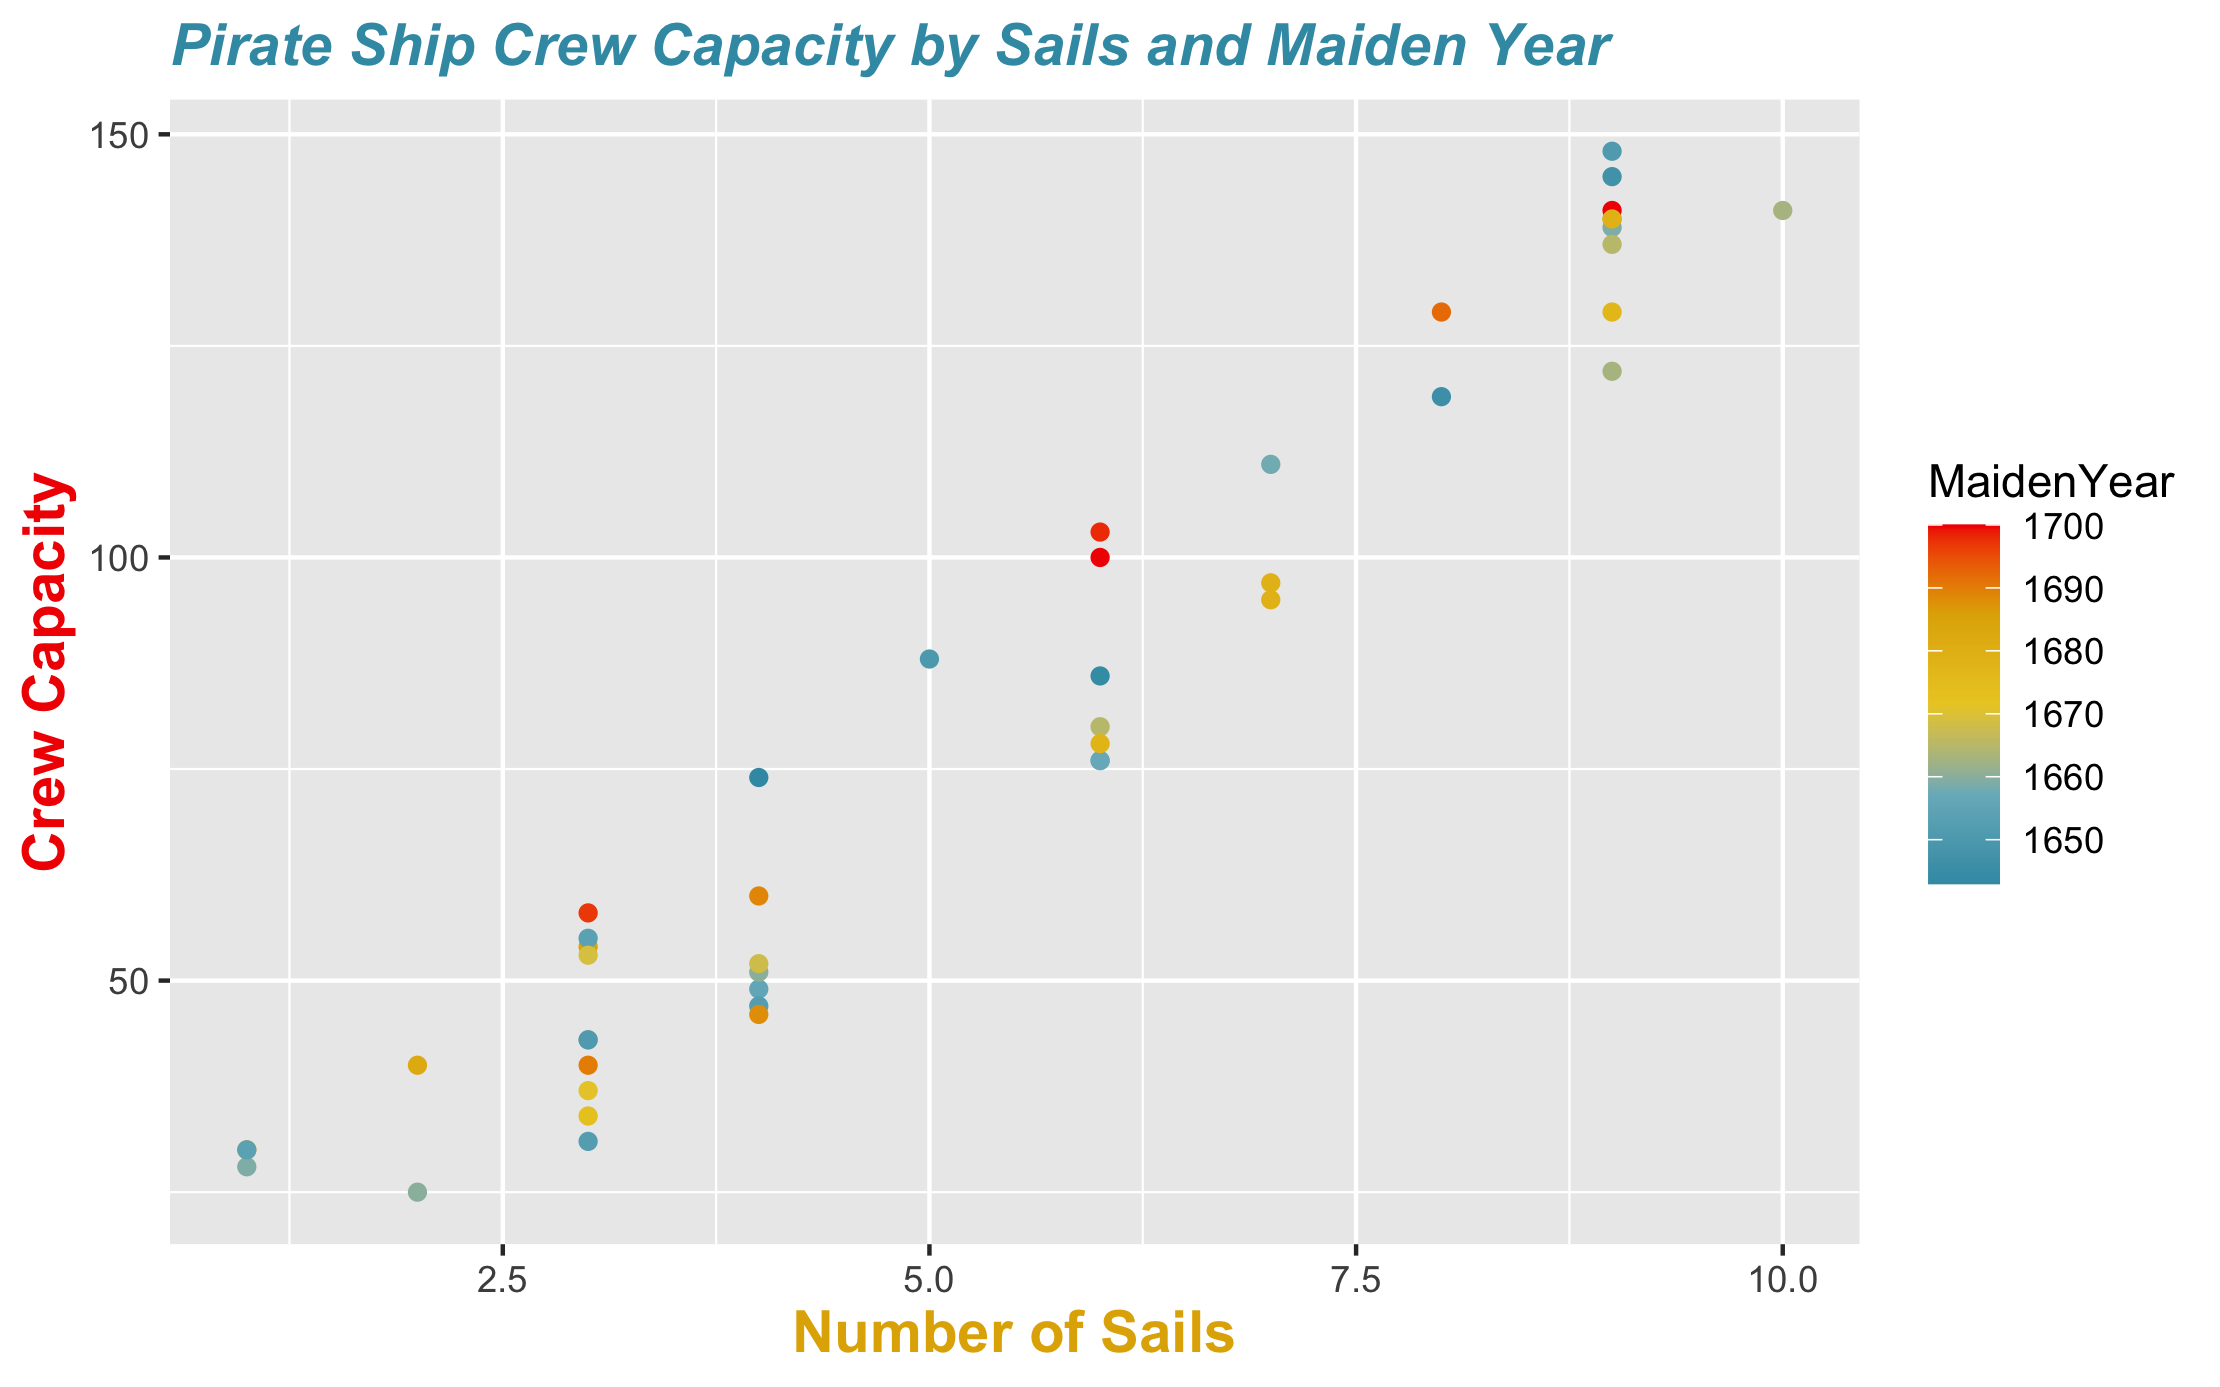 Pirate Ship Crew Capacity by Sails and Maiden Year
150
100
50
Crew Capacity
2.5 5.0 7.5 10.0
Number of Sails
MaidenYear
1700
1690
1680
1670
1660
1650